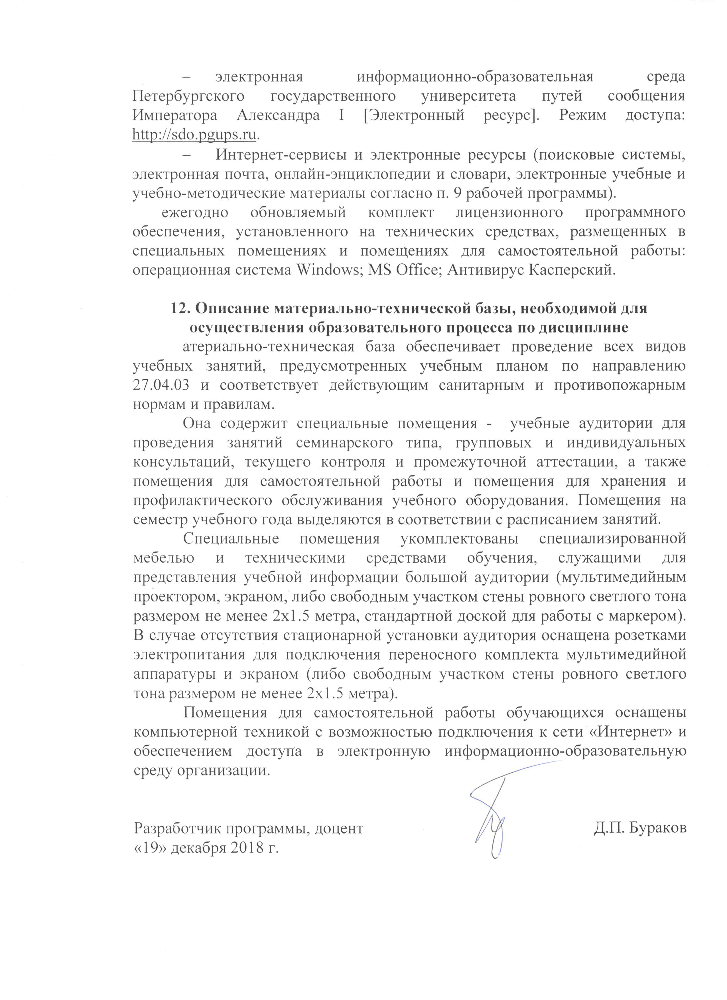 – электронная информационно-образовательная среда
Петербургского государственного университета путей сообщения
Императора Александра I [Электронный ресурс]. Режим доступа:
http://sdo.pgups.ru.
– Интернет-сервисы и электронные ресурсы (поисковые системы,
электронная почта, онлайн-энциклопедии и словари, электронные учебные и
учебно-методические материалы согласно п. 9 рабочей программы).
ежегодно обновляемый комплект лицензионного программного
обеспечения, установленного на технических средствах, размещенных в
специальных помещениях и помещениях для самостоятельной работы:
операционная система Windows; MS Office; Антивирус Касперский.
12. Описание материально-технической базы, необходимой для
осуществления образовательного процесса по дисциплине
атериально-техническая база обеспечивает проведение всех видов
учебных занятий, предусмотренных учебным планом по направлению
27.04.03 и соответствует действующим санитарным и противопожарным
нормам и правилам.
Она содержит специальные помещения - учебные аудитории для
проведения занятий семинарского типа, групповых и индивидуальных
консультаций, текущего контроля и промежуточной аттестации, а также
помещения для самостоятельной работы и помещения для хранения и
профилактического обслуживания учебного оборудования. Помещения на
семестр учебного года выделяются в соответствии с расписанием занятий.
Специальные помещения укомплектованы специализированной
мебелью и техническими средствами обучения, служащими для
представления учебной информации большой аудитории (мультимедийным
проектором, экраном, либо свободным участком стены ровного светлого тона
размером не менее 2х1.5 метра, стандартной доской для работы с маркером).
В случае отсутствия стационарной установки аудитория оснащена розетками
электропитания для подключения переносного комплекта мультимедийной
аппаратуры и экраном (либо свободным участком стены ровного светлого
тона размером не менее 2х1.5 метра).
Помещения для самостоятельной работы обучающихся оснащены
компьютерной техникой с возможностью подключения к сети «Интернет» и
обеспечением доступа в электронную информационно-образовательную
среду организации.
Разработчик программы, доцент Д.П. Бураков
«19» декабря 2018 г.